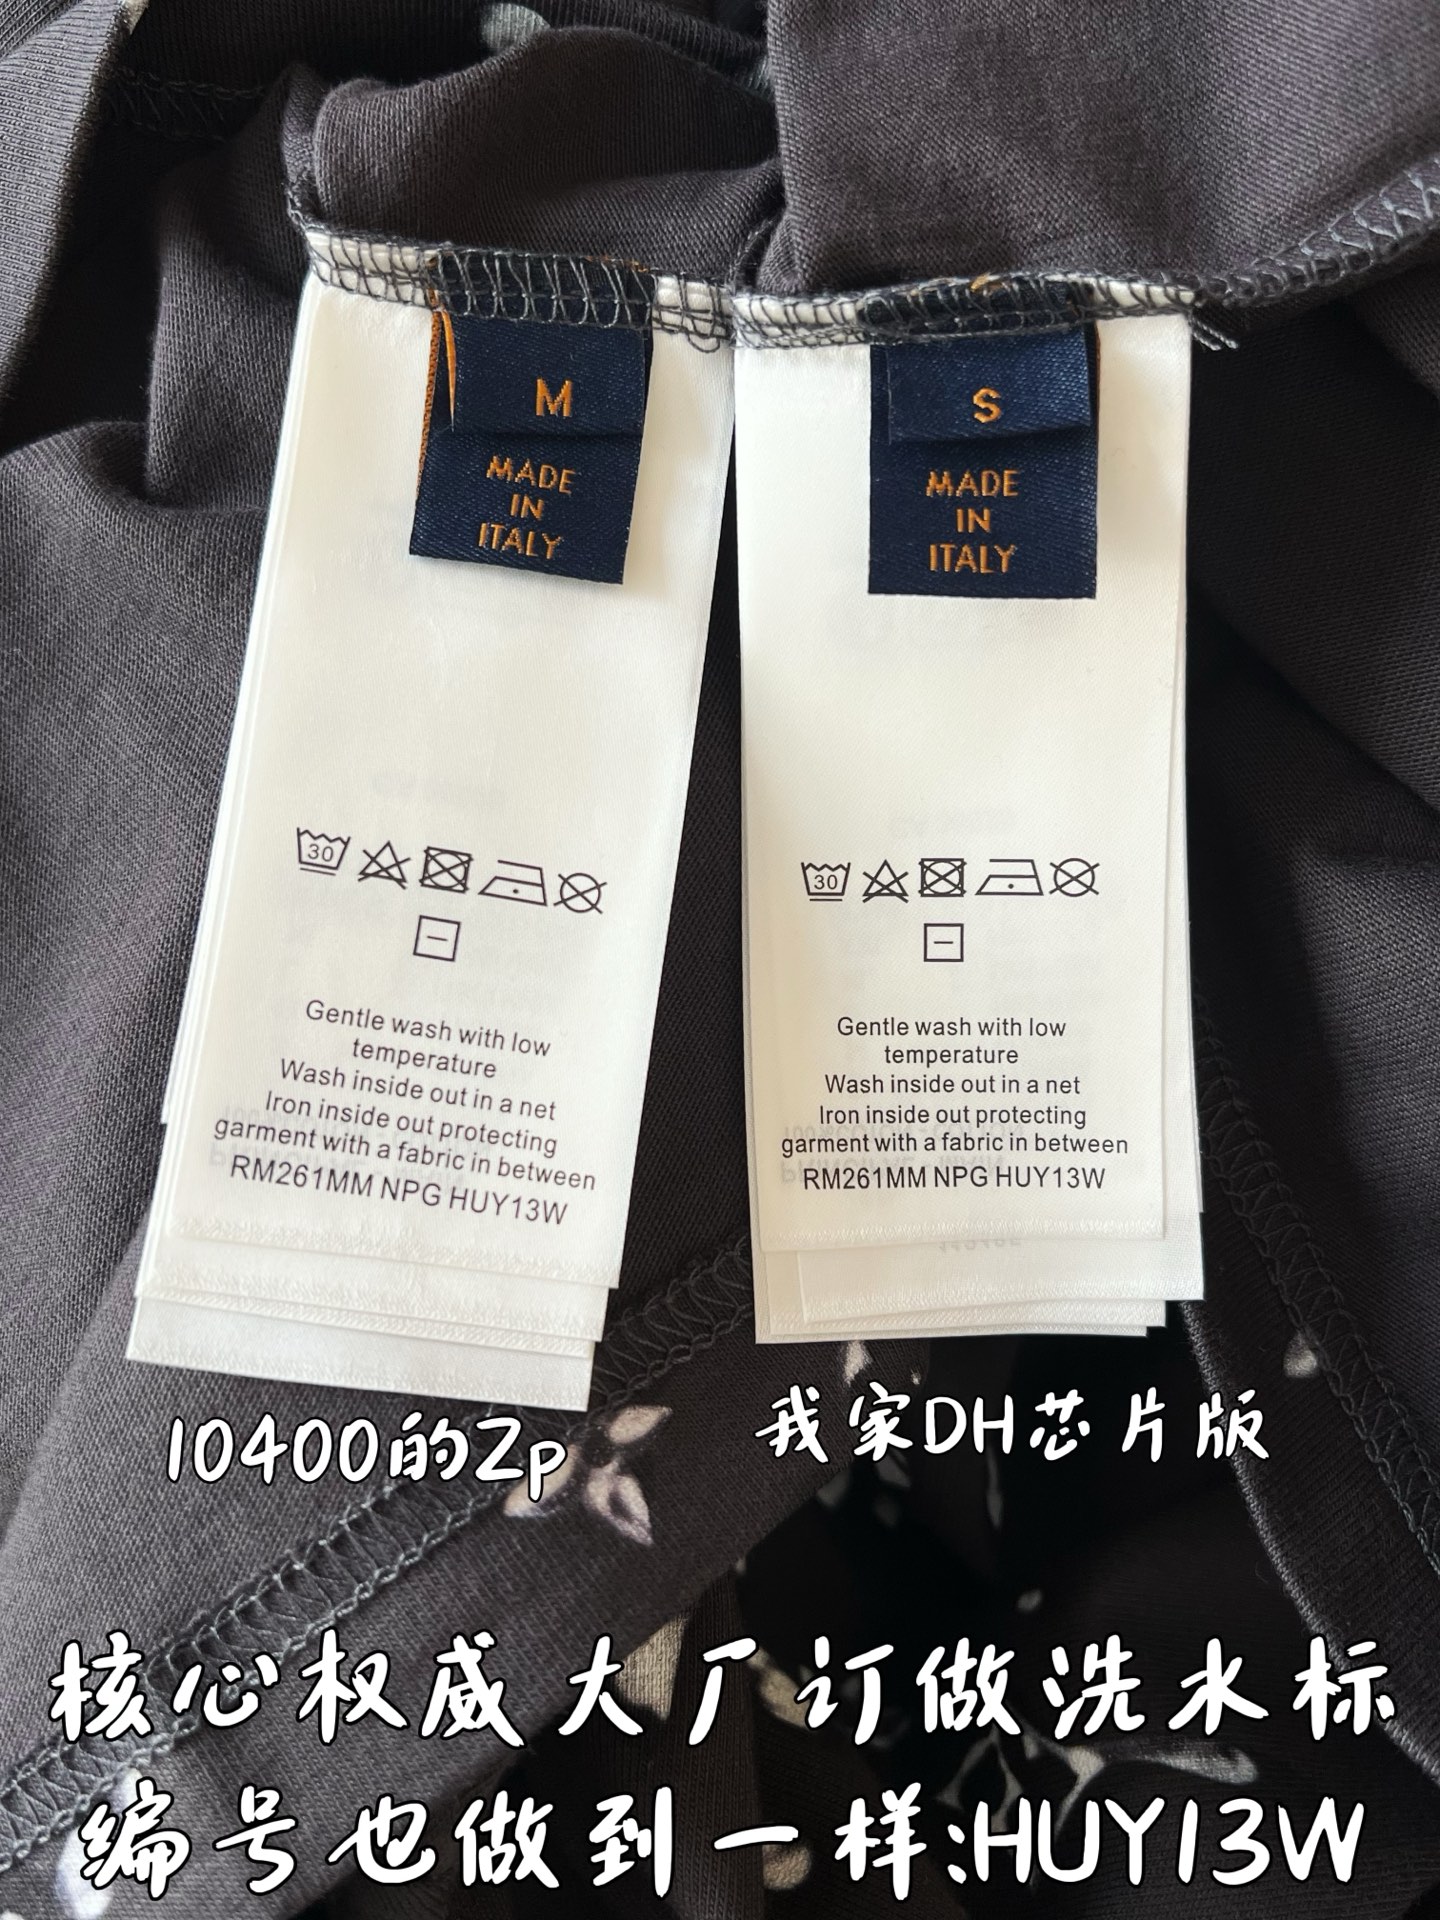 M
MADE
IN
ITALY
30
Gentle wash with low
temperature
Wash inside out in a net
Iron inside out protecting
garment with a fabric in between
RM261MM NPG HUY13W
S
MADE
IN
ITALY
30
Gentle wash with low
temperature
Wash inside out in a net
Iron inside out protecting
garment with a fabric in between
RM261MM NPG HUY13W
10400的Zp
我家DH芯片版
核心权威大厂订做洗水标
编号也做到一样:HUY13W